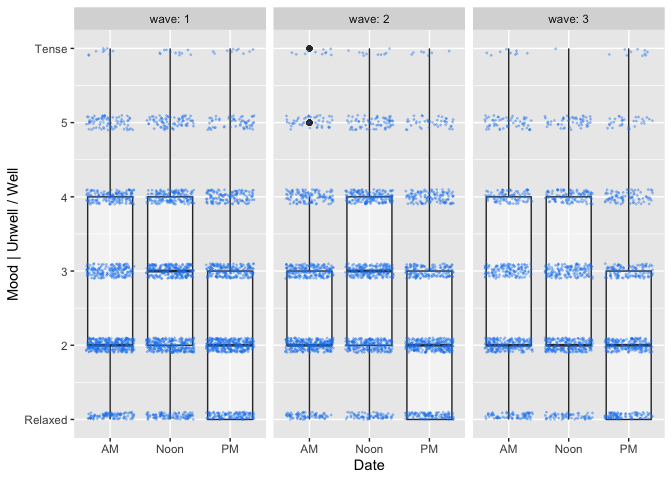 wave: 1
wave: 2
wave: 3
Tense
5
4
3
2
Relaxed
Mood | Unwell / Well
AM
Noon
PM
AM
Noon
PM
AM
Noon
PM
Date